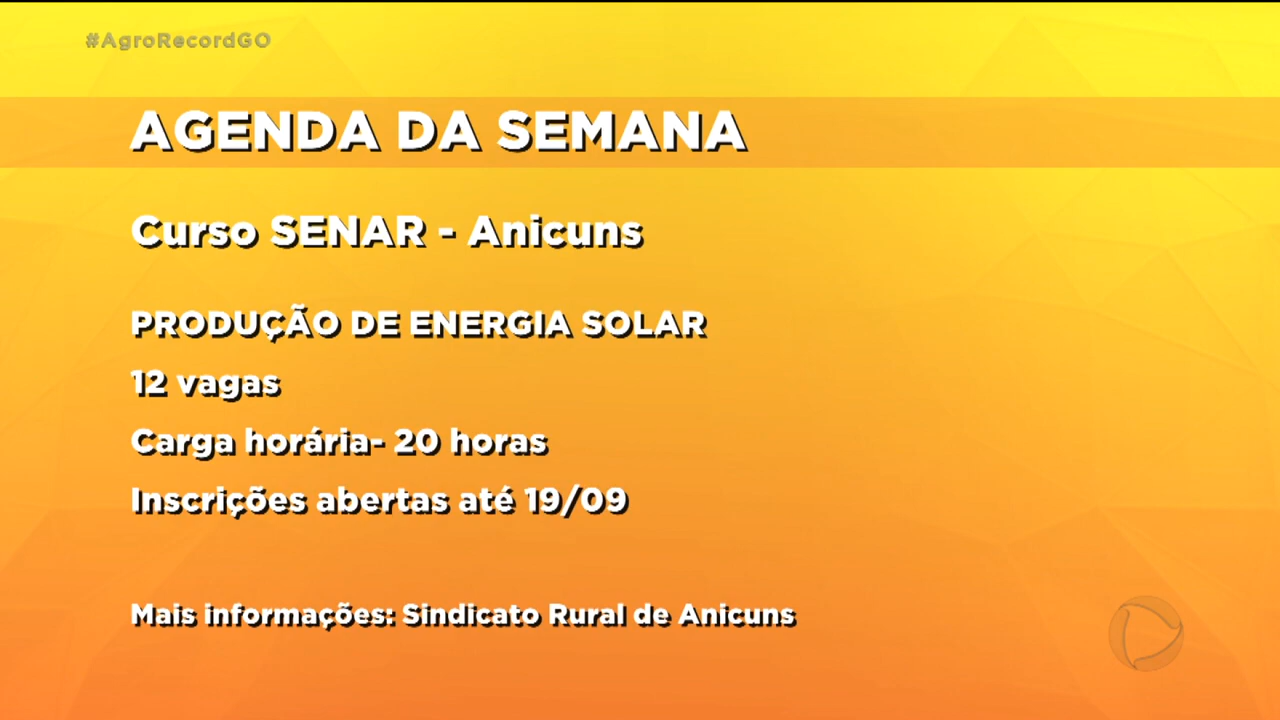 #AgroRecordGO
AGENDA DA SEMANA
Curso SENAR - Anicuns
PRODUÇÃO DE ENERGIA SOLAR
12 vagas
Carga horária- 20 horas
Inscrições abertas até 19/09
Mais informações: Sindicato Rural de Anicuns